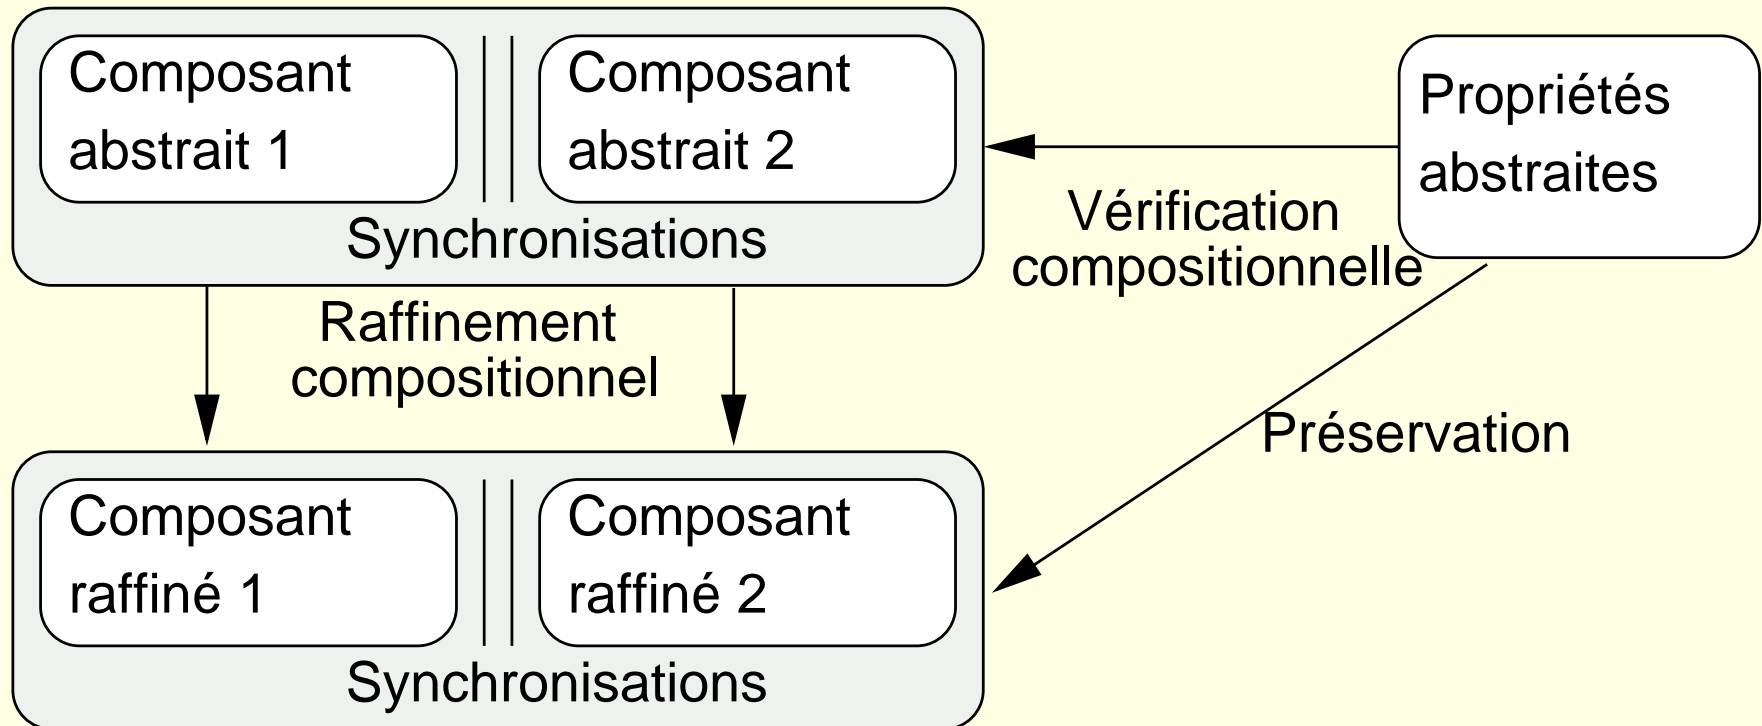 Composant
abstrait 1
Composant
abstrait 2
Synchronisations
Propriétés
abstraites
Vérification
compositionnelle
Raffinement
compositionnel
Préservation
Composant
raffiné 1
Composant
raffiné 2
Synchronisations